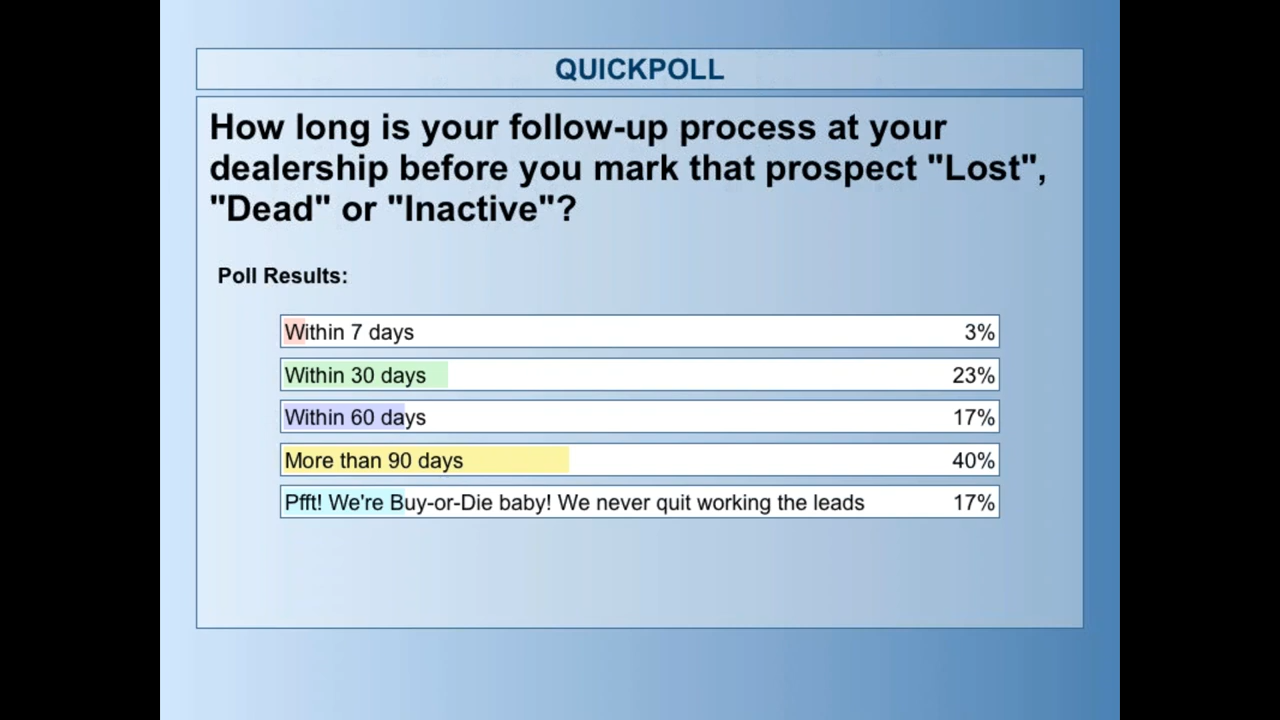 QUICKPOLL
How long is your follow-up process at your
dealership before you mark that prospect "Lost",
"Dead" or "Inactive"?
Poll Results:
Within 7 days 3%
Within 30 days 23%
Within 60 days 17%
More than 90 days 40%
Pfft! We're Buy-or-Die baby! We never quit working the leads 17%